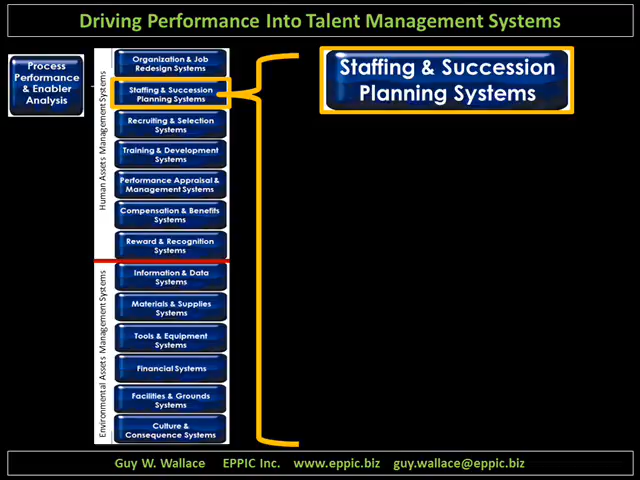 Driving Performance Into Talent Management Systems
Process
Performance
& Enabler
Analysis
Human Assets Management Systems
Organization & Job
Redesign Systems
Staffing & Succession
Planning Systems
Recruiting & Selection
Systems
Training & Development
Systems
Performance Appraisal &
Management Systems
Compensation & Benefits
Systems
Reward & Recognition
Systems
Environmental Assets Management Systems
Information & Data
Systems
Materials & Supplies
Systems
Tools & Equipment
Systems
Financial Systems
Facilities & Grounds
Systems
Culture &
Consequence Systems
Staffing & Succession
Planning Systems
Guy W. Wallace EPPIC Inc. www.eppic.biz guy.wallace@eppic.biz